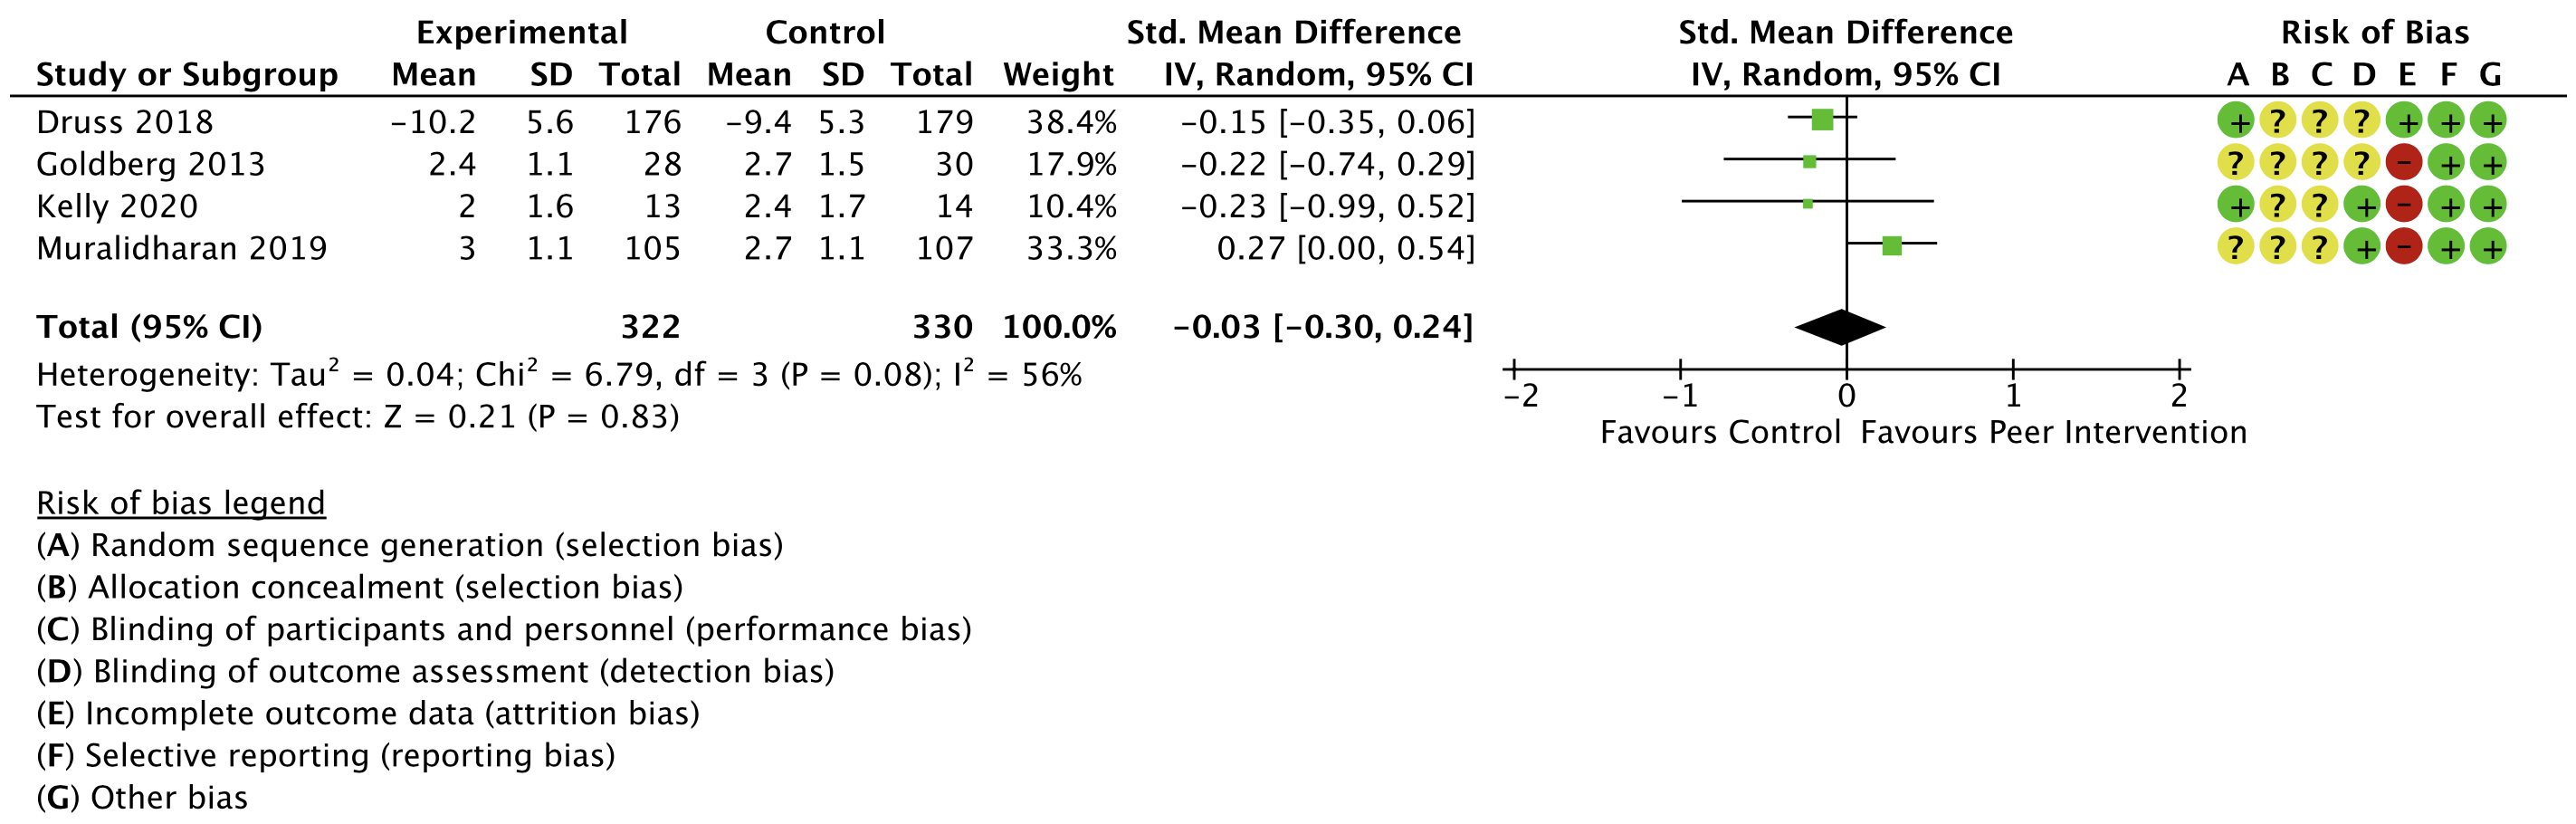 Experimental Control Std. Mean Difference Std. Mean Difference Risk of Bias
Study or Subgroup Mean SD Total Mean SD Total Weight IV, Random, 95% CI IV, Random, 95% CI A B C D E F G
Druss 2018 −10.2 5.6 176 −9.4 5.3 179 38.4% −0.15 [−0.35, 0.06] + ? ? ? + + +
Goldberg 2013 2.4 1.1 28 2.7 1.5 30 17.9% −0.22 [−0.74, 0.29] ? ? ? ? − + +
Kelly 2020 2 1.6 13 2.4 1.7 14 10.4% −0.23 [−0.99, 0.52] + ? ? + − + +
Muralidharan 2019 3 1.1 105 2.7 1.1 107 33.3% 0.27 [0.00, 0.54] ? ? ? + − + +
Total (95% CI) 322 330 100.0% −0.03 [−0.30, 0.24]
Heterogeneity: Tau² = 0.04; Chi² = 6.79, df = 3 (P = 0.08); I² = 56%
Test for overall effect: Z = 0.21 (P = 0.83)
−2 −1 0 1 2
Favours Control Favours Peer Intervention
Risk of bias legend
(A) Random sequence generation (selection bias)
(B) Allocation concealment (selection bias)
(C) Blinding of participants and personnel (performance bias)
(D) Blinding of outcome assessment (detection bias)
(E) Incomplete outcome data (attrition bias)
(F) Selective reporting (reporting bias)
(G) Other bias